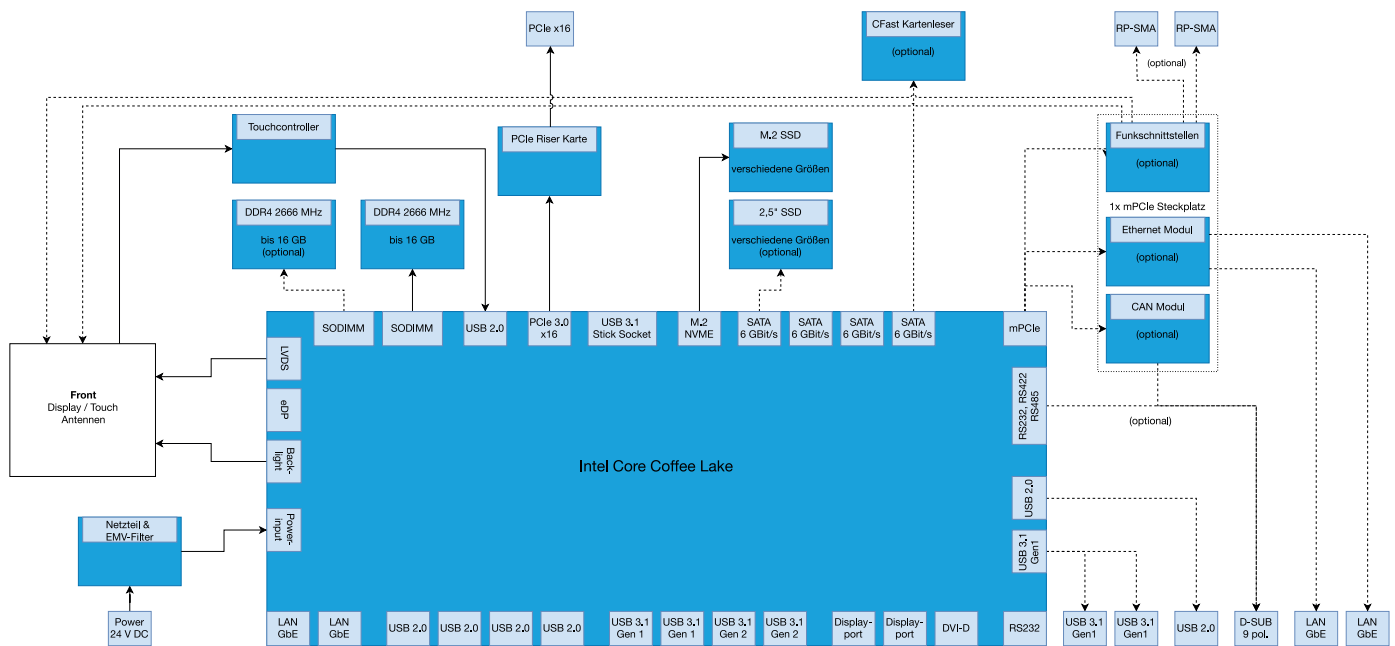 PCIe x16
CFast Kartenleser
(optional)
RP-SMA
RP-SMA
(optional)
Touchcontroller
PCIe Riser Karte
M.2 SSD
verschiedene Größen
Funkschnittstellen
(optional)
1x mPCIe Steckplatz
DDR4 2666 MHz
bis 16 GB
(optional)
DDR4 2666 MHz
bis 16 GB
2,5" SSD
verschiedene Größen
(optional)
Ethernet Modul
(optional)
CAN Modul
(optional)
SODIMM
SODIMM
USB 2.0
PCIe 3.0
x16
USB 3.1
Stick Socket
M.2
NVME
SATA
6 GBit/s
SATA
6 GBit/s
SATA
6 GBit/s
SATA
6 GBit/s
mPCIe
LVDS
eDP
Back-
light
Power-
input
Front
Display / Touch
Antennen
Intel Core Coffee Lake
RS232, RS422
RS485
(optional)
USB 2.0
USB 3.1
Gen1
Netzteil &
EMV-Filter
Power
24 V DC
LAN
GbE
LAN
GbE
USB 2.0
USB 2.0
USB 2.0
USB 2.0
USB 3.1
Gen 1
USB 3.1
Gen 1
USB 3.1
Gen 2
USB 3.1
Gen 2
Display-
port
Display-
port
DVI-D
RS232
USB 3.1
Gen1
USB 3.1
Gen1
USB 2.0
D-SUB
9 pol.
LAN
GbE
LAN
GbE